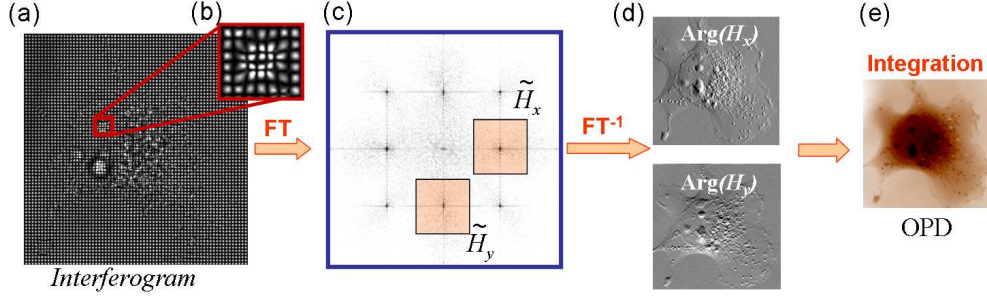 (a)
(b)
(c)
(d)
(e)
Interferogram
FT
H̃x
H̃y
FT-1
Arg(Hx)
Arg(Hy)
Integration
OPD